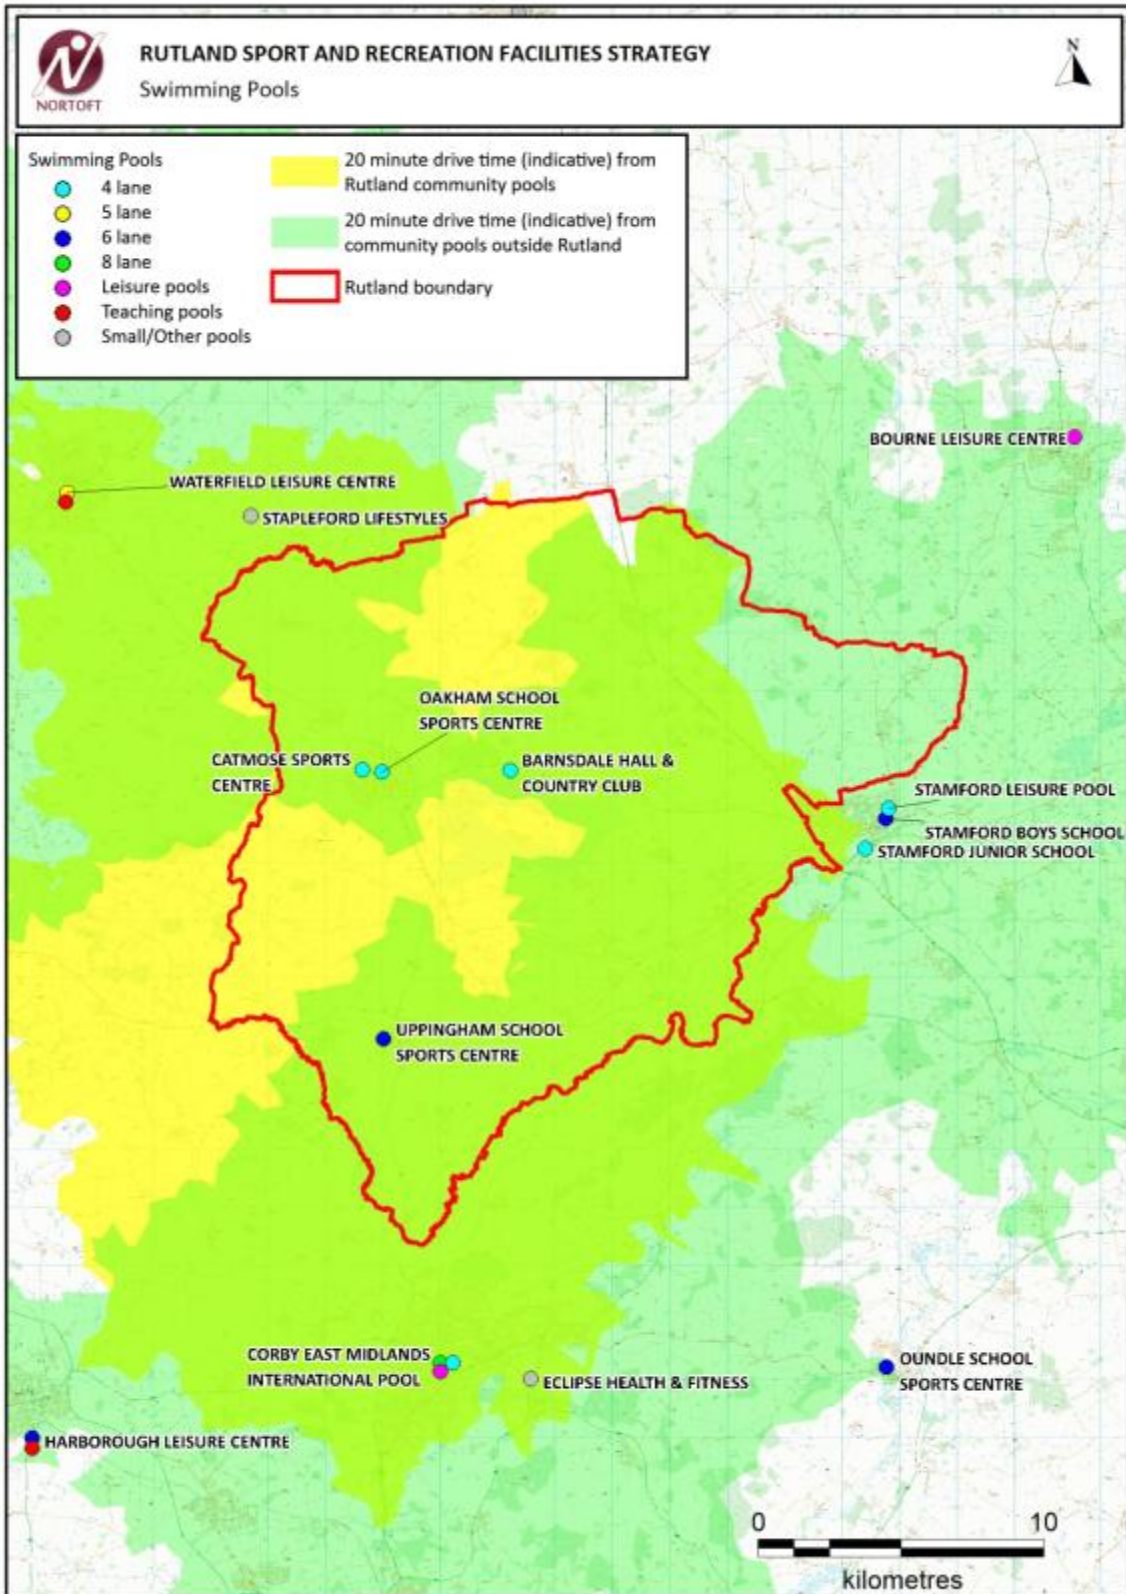 NORTOFT
RUTLAND SPORT AND RECREATION FACILITIES STRATEGY
Swimming Pools
N
Swimming Pools
4 lane
5 lane
6 lane
8 lane
Leisure pools
Teaching pools
Small/Other pools
20 minute drive time (indicative) from
Rutland community pools
20 minute drive time (indicative) from
community pools outside Rutland
Rutland boundary
BOURNE LEISURE CENTRE
WATERFIELD LEISURE CENTRE
STAPLEFORD LIFESTYLES
OAKHAM SCHOOL
SPORTS CENTRE
CATMOSE SPORTS
CENTRE
BARNSDALE HALL &
COUNTRY CLUB
STAMFORD LEISURE POOL
STAMFORD BOYS SCHOOL
STAMFORD JUNIOR SCHOOL
UPPINGHAM SCHOOL
SPORTS CENTRE
CORBY EAST MIDLANDS
INTERNATIONAL POOL
ECLIPSE HEALTH & FITNESS
OUNDLE SCHOOL
SPORTS CENTRE
HARBOROUGH LEISURE CENTRE
0 10
kilometres